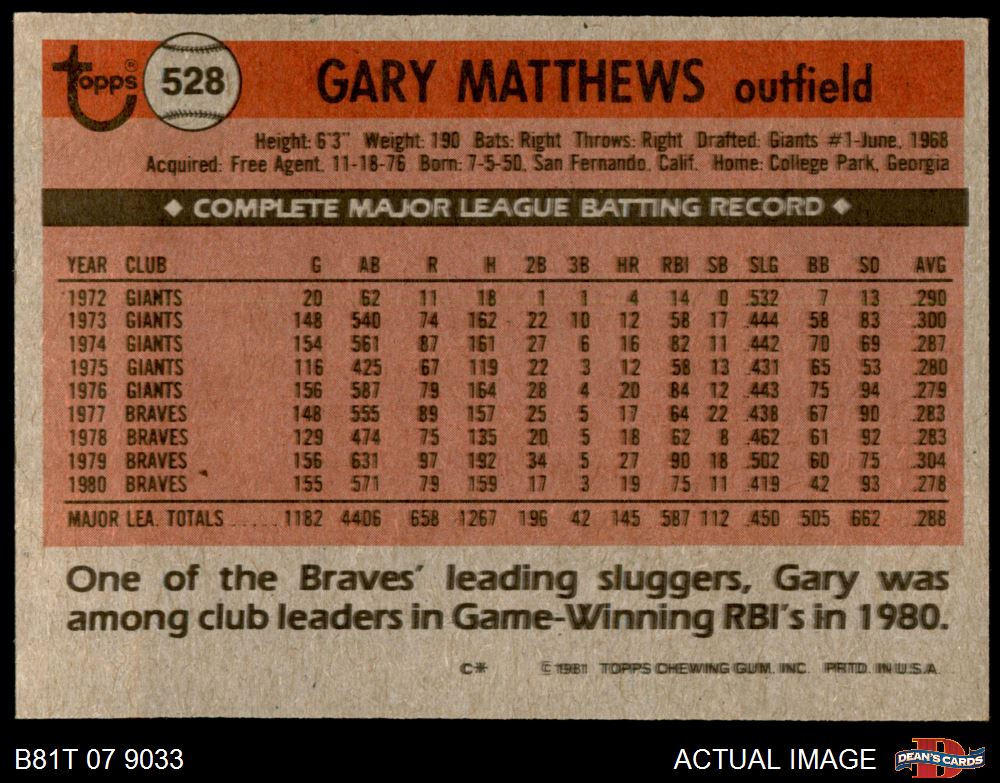 topps® 528 GARY MATTHEWS outfield
Height: 6'3" Weight: 190 Bats: Right Throws: Right Drafted: Giants #1-June, 1968
Acquired: Free Agent, 11-18-76 Born: 7-5-50, San Fernando, Calif. Home: College Park, Georgia
◆ COMPLETE MAJOR LEAGUE BATTING RECORD ◆
YEAR CLUB G AB R H 2B 3B HR RBI SB SLG BB SO AVG
1972 GIANTS 20 62 11 18 1 1 4 14 0 .532 7 13 .290
1973 GIANTS 148 540 74 162 22 10 12 58 17 .444 58 83 .300
1974 GIANTS 154 561 87 161 27 6 16 82 11 .442 70 69 .287
1975 GIANTS 116 425 67 119 22 3 12 58 13 .431 65 53 .280
1976 GIANTS 156 587 79 164 28 4 20 84 12 .443 75 94 .279
1977 BRAVES 148 555 89 157 25 5 17 64 22 .438 67 90 .283
1978 BRAVES 129 474 75 135 20 5 18 62 8 .462 61 92 .283
1979 BRAVES 156 631 97 192 34 5 27 90 18 .502 60 75 .304
1980 BRAVES 155 571 79 159 17 3 19 75 11 .419 42 93 .278
MAJOR LEA. TOTALS ..... 1182 4406 658 1267 196 42 145 587 112 .450 505 662 .288
One of the Braves' leading sluggers, Gary was
among club leaders in Game-Winning RBI's in 1980.
C* © 1981 TOPPS CHEWING GUM, INC. PRTD. IN U.S.A.
B81T 07 9033 ACTUAL IMAGE DEAN'S CARDS